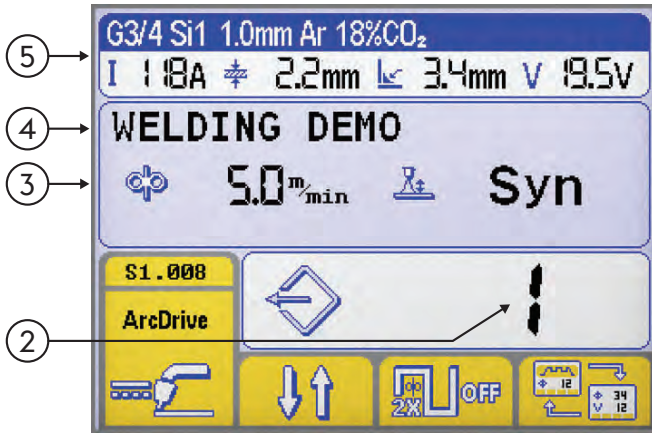 G3/4 Si1 1.0mm Ar 18%CO₂
5
I 118A 2.2mm 3.4mm V 19.5V
4
WELDING DEMO
3
5.0 m/min Syn
S1.008
1
ArcDrive
2
2X OFF
12
34
V 12